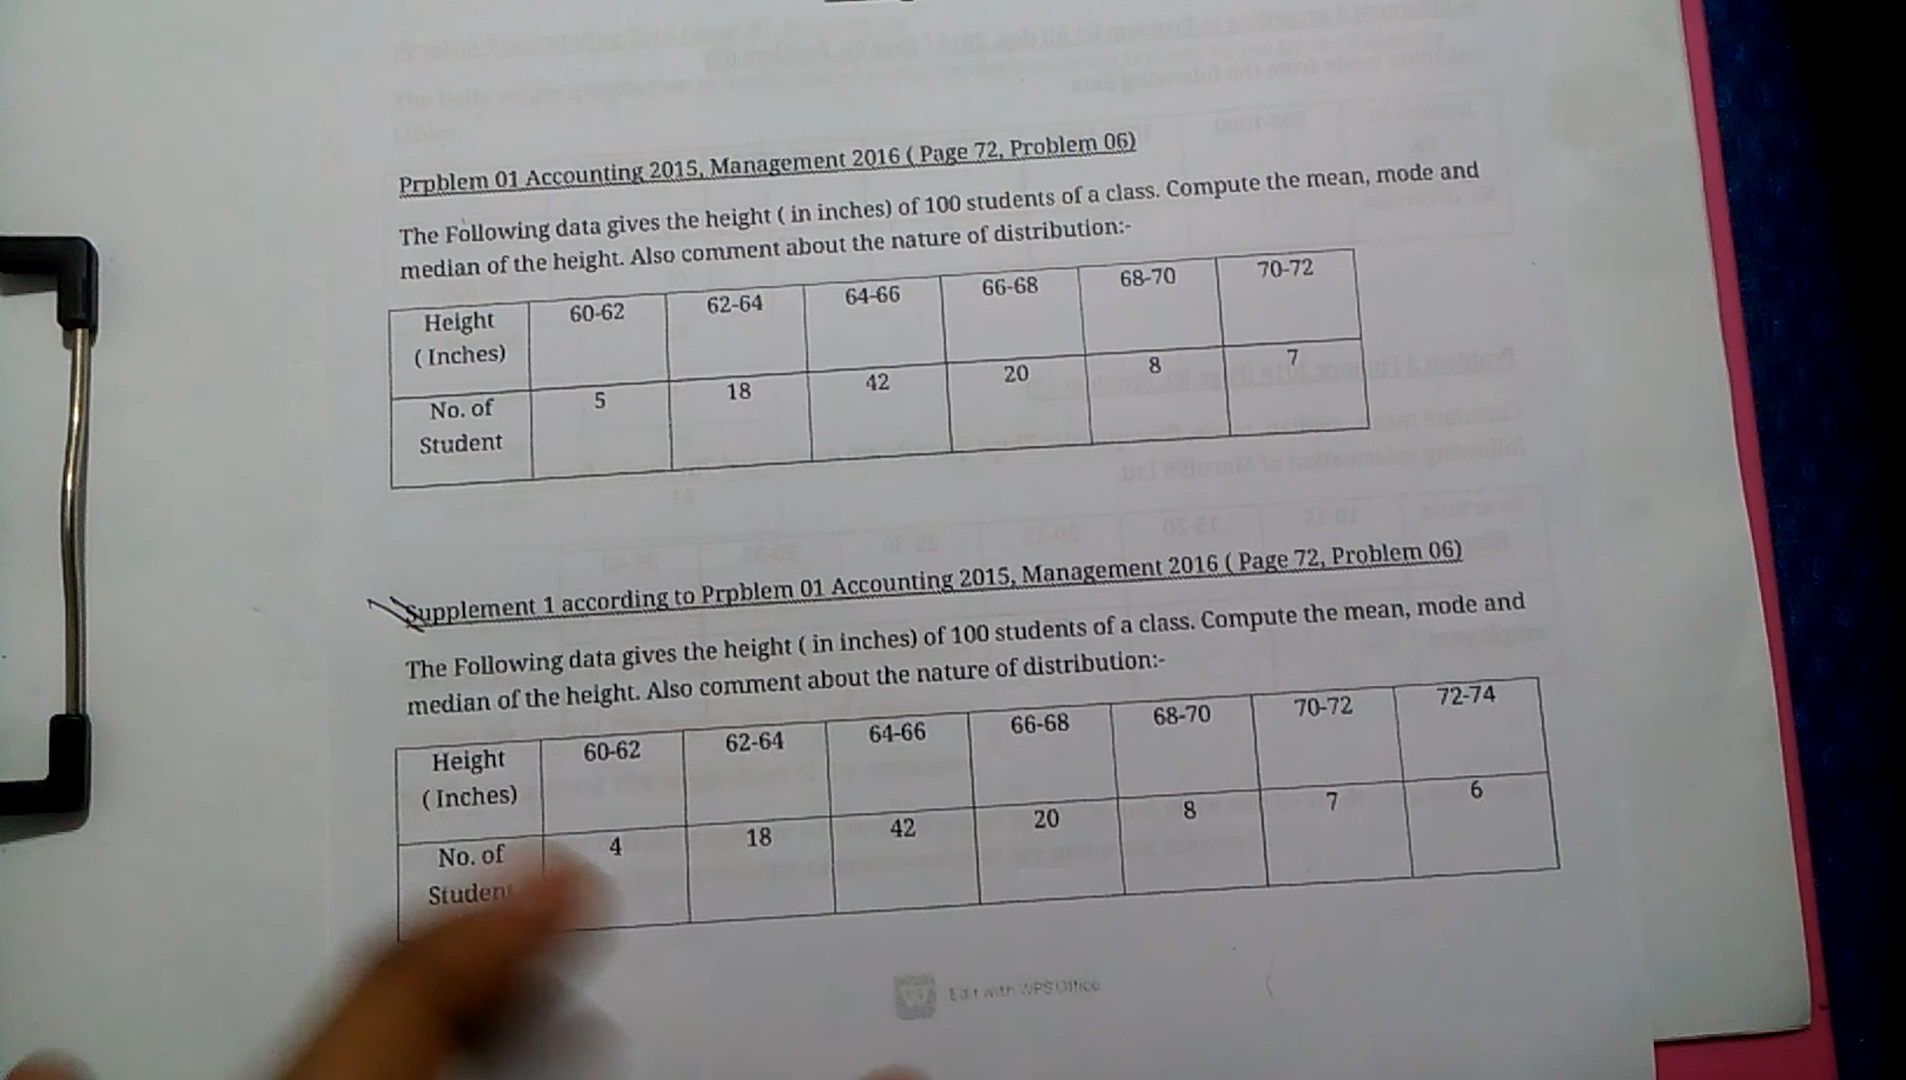 Prpblem 01 Accounting 2015, Management 2016 ( Page 72, Problem 06)
The Following data gives the height ( in inches) of 100 students of a class. Compute the mean, mode and
median of the height. Also comment about the nature of distribution:-
Height ( Inches) 60-62 62-64 64-66 66-68 68-70 70-72
No. of Student 5 18 42 20 8 7
Supplement 1 according to Prpblem 01 Accounting 2015, Management 2016 ( Page 72, Problem 06)
The Following data gives the height ( in inches) of 100 students of a class. Compute the mean, mode and
median of the height. Also comment about the nature of distribution:-
Height ( Inches) 60-62 62-64 64-66 66-68 68-70 70-72 72-74
No. of Student 4 18 42 20 8 7 6
Edit with WPS Office